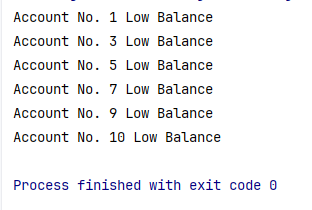 Account No. 1 Low Balance
Account No. 3 Low Balance
Account No. 5 Low Balance
Account No. 7 Low Balance
Account No. 9 Low Balance
Account No. 10 Low Balance
Process finished with exit code 0